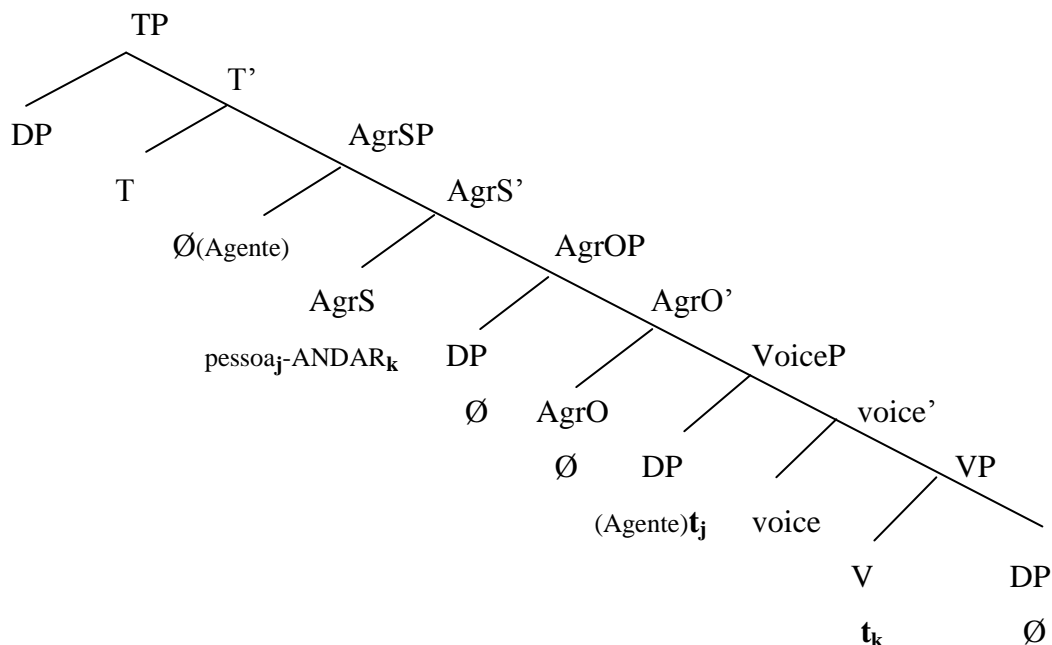 TP
T’
DP
AgrSP
T
AgrS’
Ø(Agente)
AgrOP
AgrS
AgrO’
pessoaj-ANDARk
DP
VoiceP
Ø
AgrO
voice’
Ø
DP
VP
(Agente)tj
voice
V
DP
tk
Ø